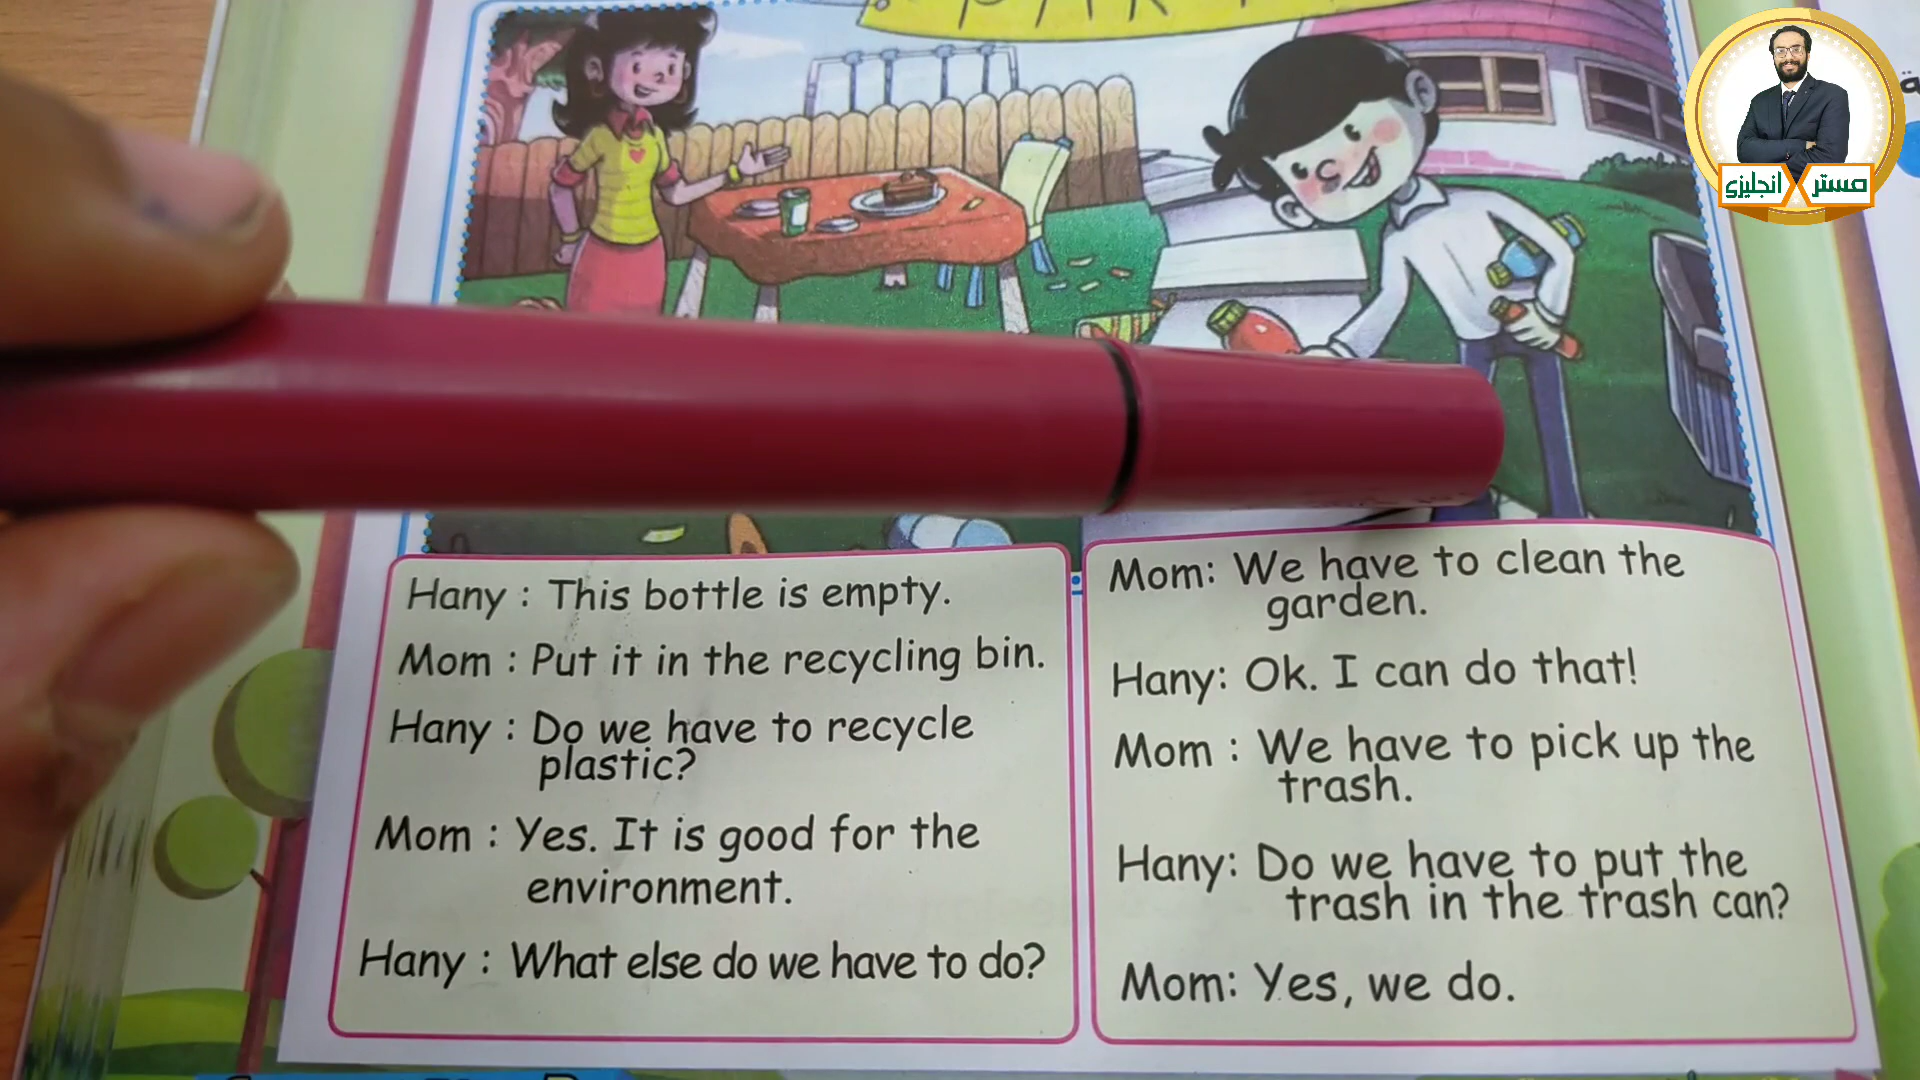 مستر X انجليزي
Hany : This bottle is empty.
Mom : Put it in the recycling bin.
Hany : Do we have to recycle
plastic?
Mom : Yes. It is good for the
environment.
Hany : What else do we have to do?
Mom: We have to clean the
garden.
Hany: Ok. I can do that!
Mom : We have to pick up the
trash.
Hany: Do we have to put the
trash in the trash can?
Mom: Yes, we do.